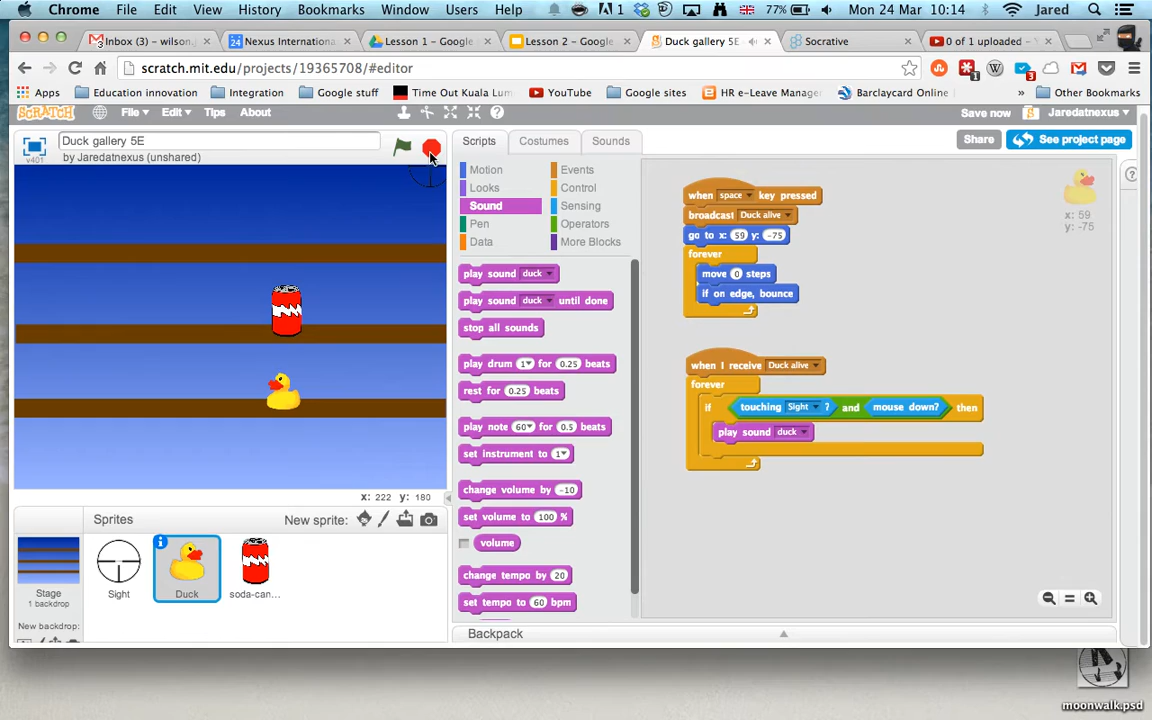 Chrome File Edit View History Bookmarks Window Users Help 1 77% Mon 24 Mar 10:14 Jared
Inbox (3) – wilson. Nexus Internationa Lesson 1 – Google Lesson 2 – Google Duck gallery 5E Socrative 0 of 1 uploaded –
scratch.mit.edu/projects/19365708/#editor
Apps Education innovation Integration Google stuff Time Out Kuala Lum YouTube Google sites HR e-Leave Manage Barclaycard Online » Other Bookmarks
SCRATCH File Edit Tips About Save now Jaredatnexus
Duck gallery 5E
by Jaredatnexus (unshared)
v401
Scripts Costumes Sounds
Share See project page
Motion Events
Looks Control
Sound Sensing
Pen Operators
Data More Blocks
play sound duck
play sound duck until done
stop all sounds
play drum 1 for 0.25 beats
rest for 0.25 beats
play note 60 for 0.5 beats
set instrument to 1
change volume by -10
set volume to 100 %
volume
change tempo by 20
set tempo to 60 bpm
when space key pressed
broadcast Duck alive
go to x: 59 y: -75
forever
move 0 steps
if on edge, bounce
when I receive Duck alive
forever
if touching Sight ? and mouse down? then
play sound duck
x: 59
y: -75
?
x: 222 y: 180
Sprites New sprite:
Stage
1 backdrop
New backdrop:
Sight
Duck
soda-can...
Backpack
moonwalk.psd